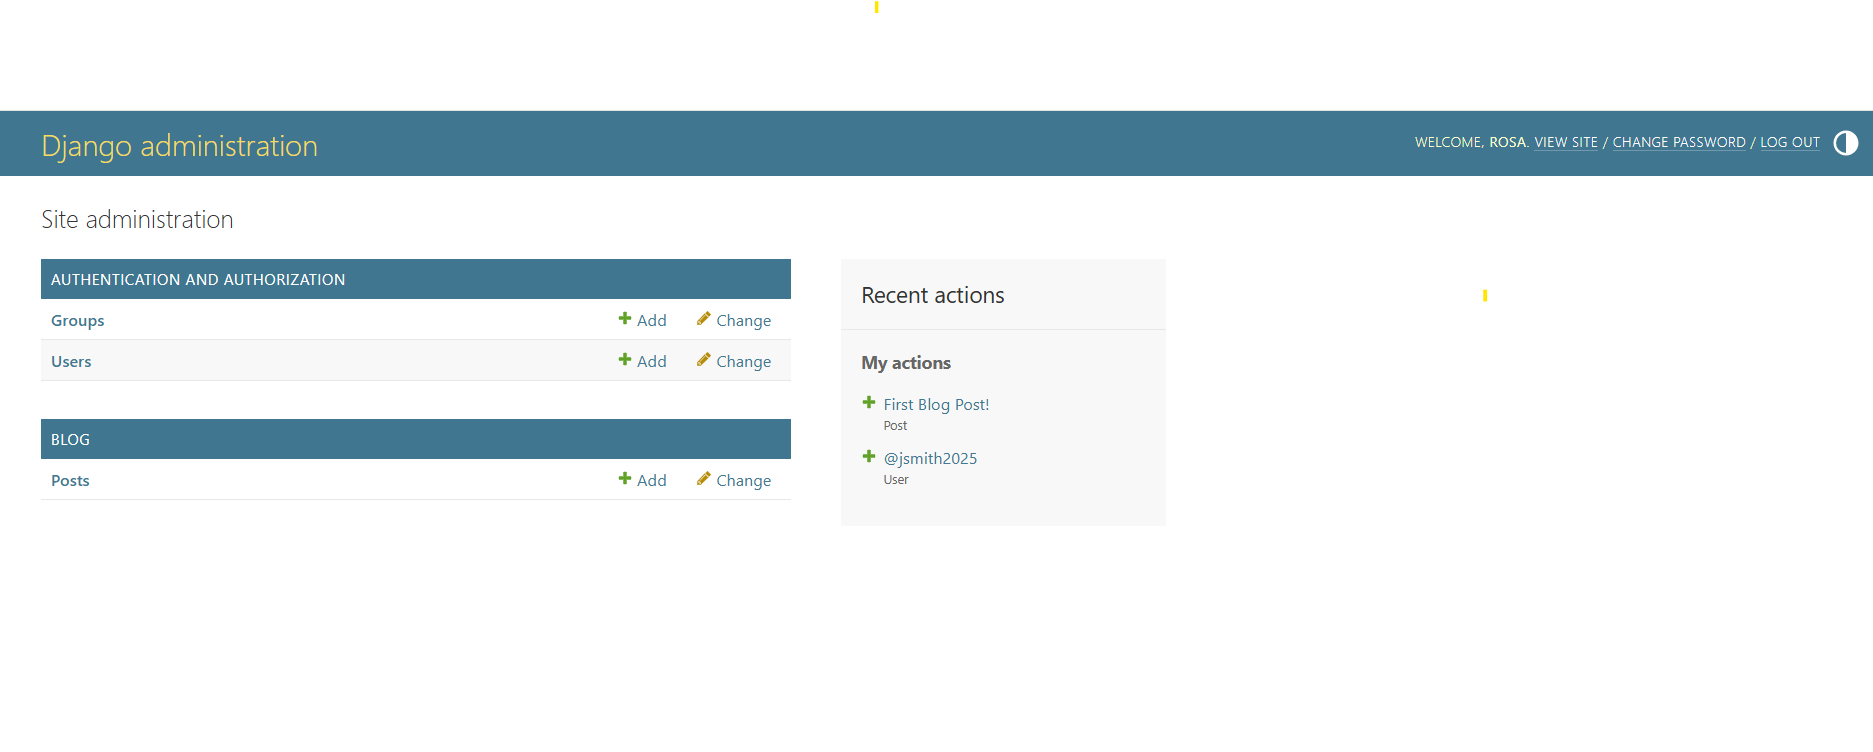 Django administration
WELCOME, ROSA. VIEW SITE / CHANGE PASSWORD / LOG OUT
Site administration
AUTHENTICATION AND AUTHORIZATION
Groups Add Change
Users Add Change
BLOG
Posts Add Change
Recent actions
My actions
First Blog Post!
Post
@jsmith2025
User